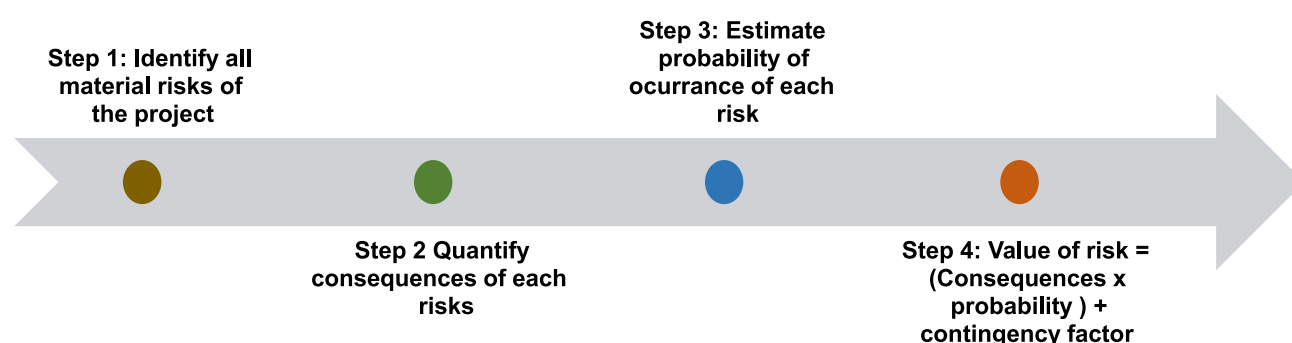 Step 1: Identify all
material risks of
the project
Step 2 Quantify
consequences of each
risks
Step 3: Estimate
probability of
ocurrance of each
risk
Step 4: Value of risk =
(Consequences x
probability ) +
contingency factor